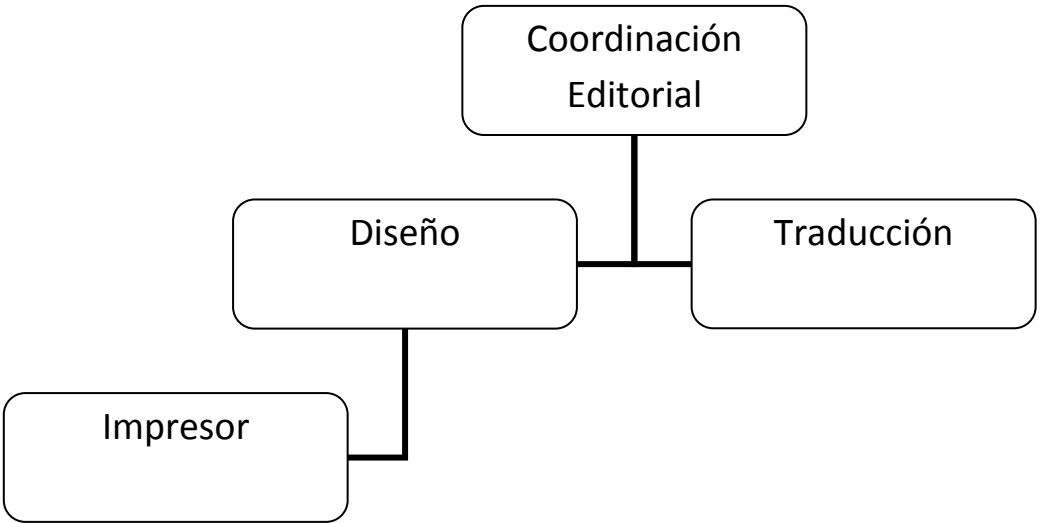 Coordinación
Editorial
Diseño
Traducción
Impresor